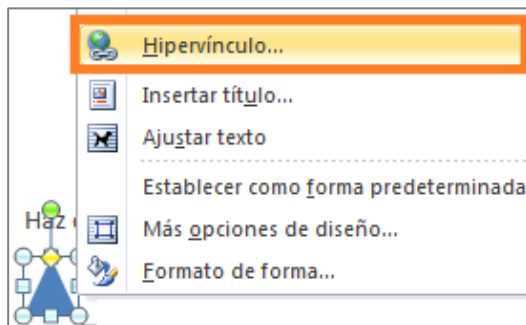 Hipervínculo...
Insertar título...
Ajustar texto
Establecer como forma predeterminada
Haz
Más opciones de diseño...
Formato de forma...